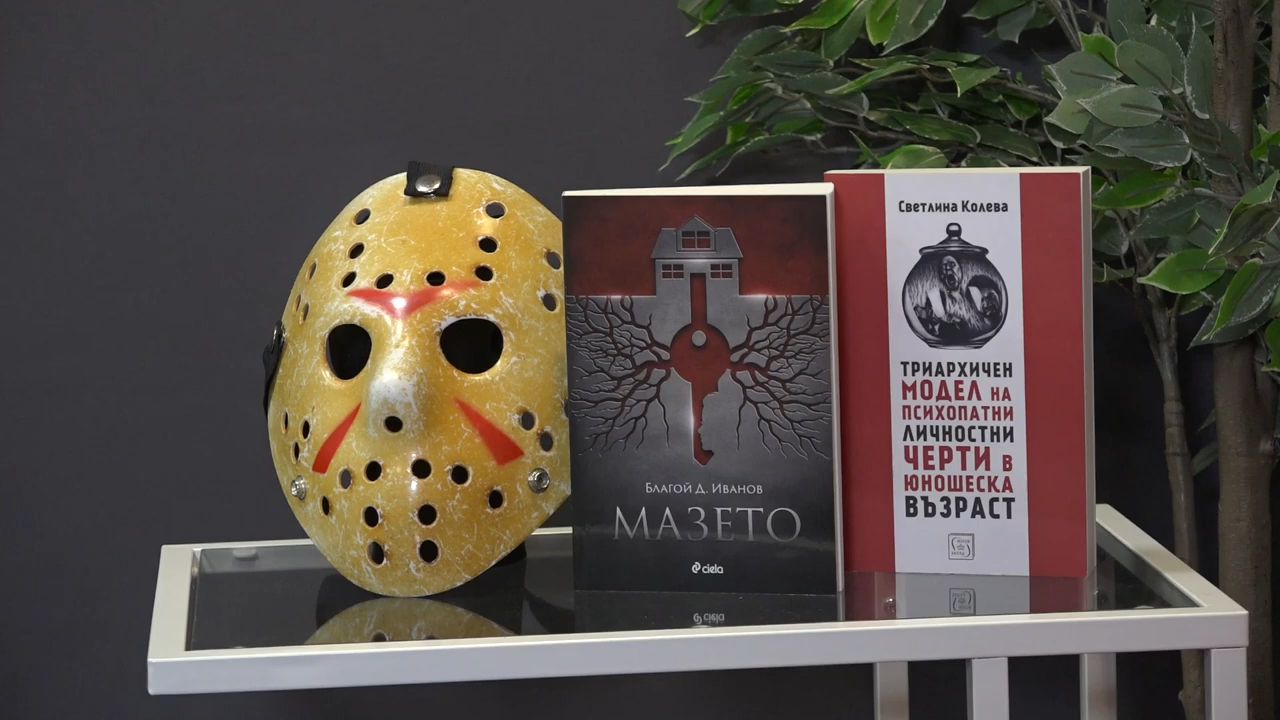 Благой Д. Иванов
МАЗЕТО
ciela
Светлина Колева
ТРИАРХИЧЕН
МОДЕЛ НА
ПСИХОПАТНИ
ЛИЧНОСТНИ
ЧЕРТИ В
ЮНОШЕСКА
ВЪЗРАСТ